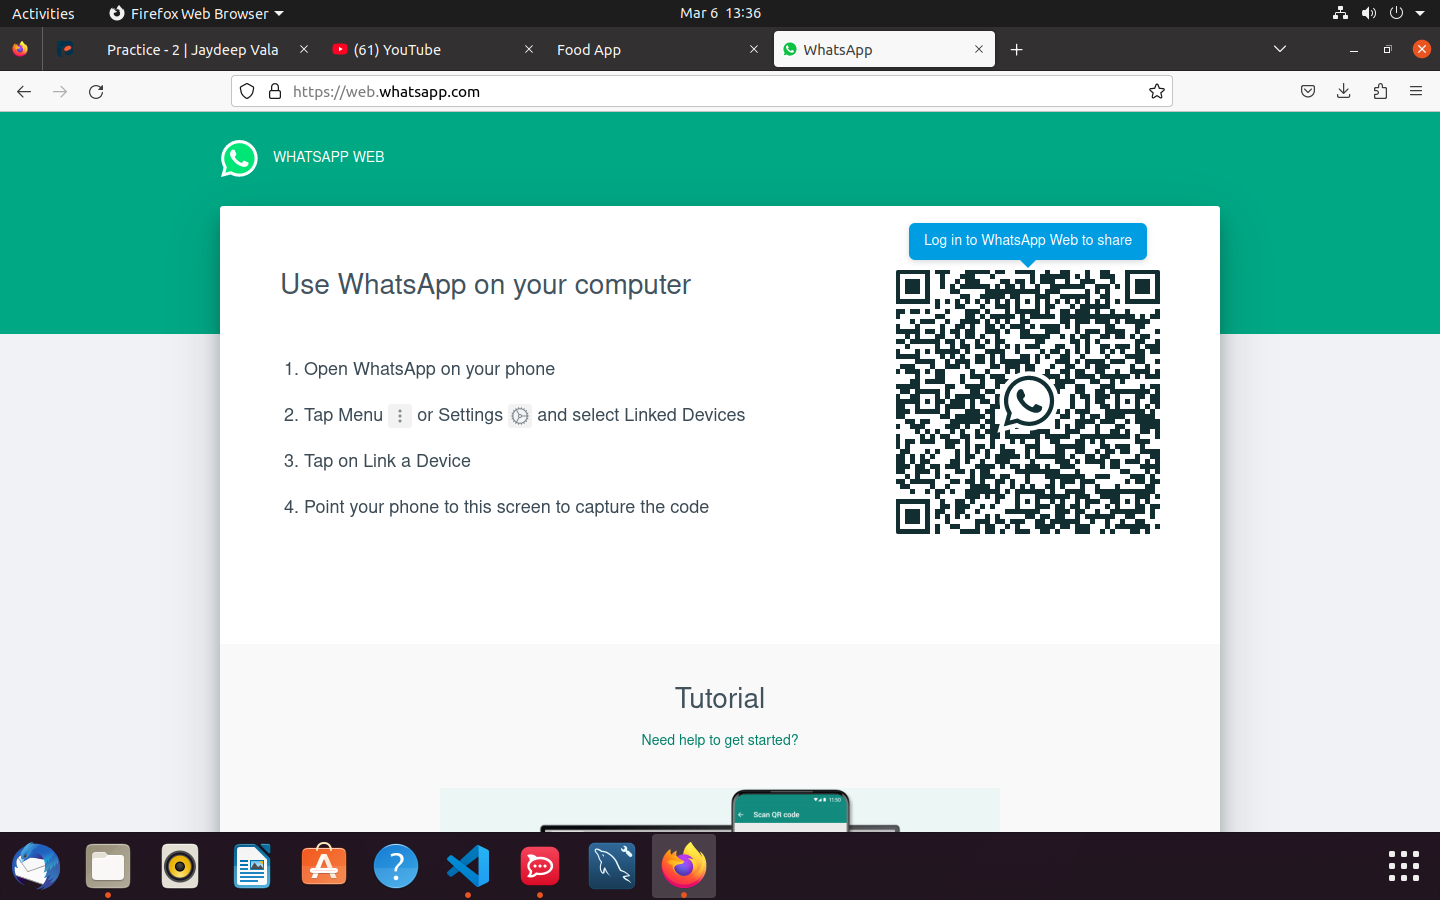 Activities
Firefox Web Browser
Mar 6 13:36
Practice - 2 | Jaydeep Vala
(61) YouTube
Food App
WhatsApp
https://web.whatsapp.com
WHATSAPP WEB
Log in to WhatsApp Web to share
Use WhatsApp on your computer
1. Open WhatsApp on your phone
2. Tap Menu or Settings and select Linked Devices
3. Tap on Link a Device
4. Point your phone to this screen to capture the code
Tutorial
Need help to get started?
11:50
Scan QR code